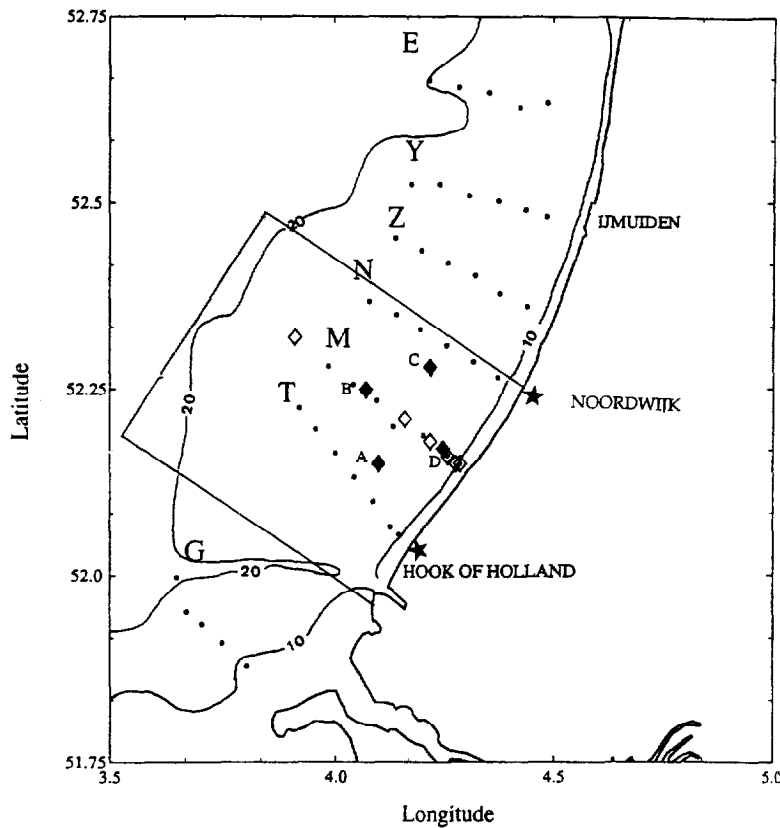 52.75
E
Y
52.5
Z
IJMUIDEN
20
N
10
M
C
52.25
B
T
20
NOORDWIJK
Latitude
A
D
G
52.0
20
HOOK OF HOLLAND
10
51.75
3.5
4.0
4.5
5.0
Longitude